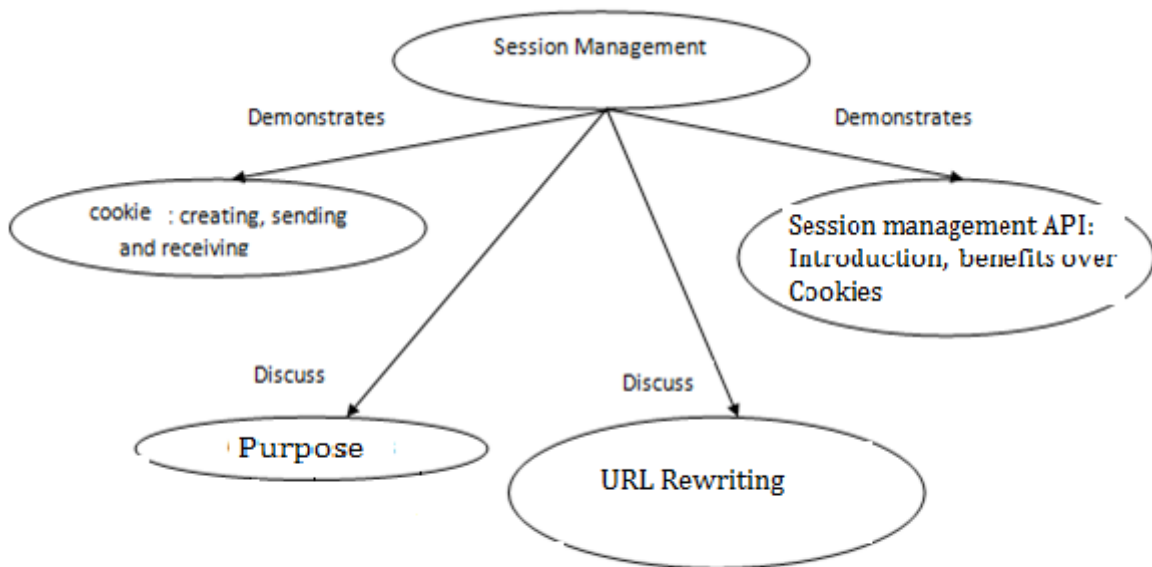 Session Management
Demonstrates
Demonstrates
cookie : creating, sending
and receiving
Session management API:
Introduction, benefits over
Cookies
Discuss
Discuss
Purpose
URL Rewriting